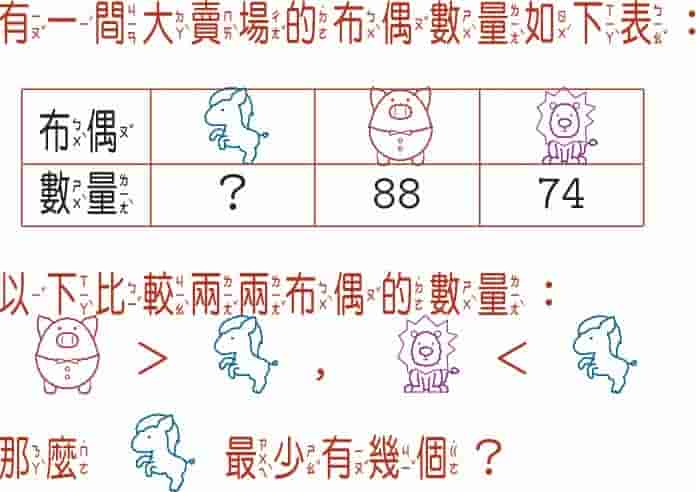 有一間大賣場的布偶數量如下表：
布偶
數量 ? 88 74
以下比較兩兩布偶的數量：
> , <
那麼 最少有幾個？